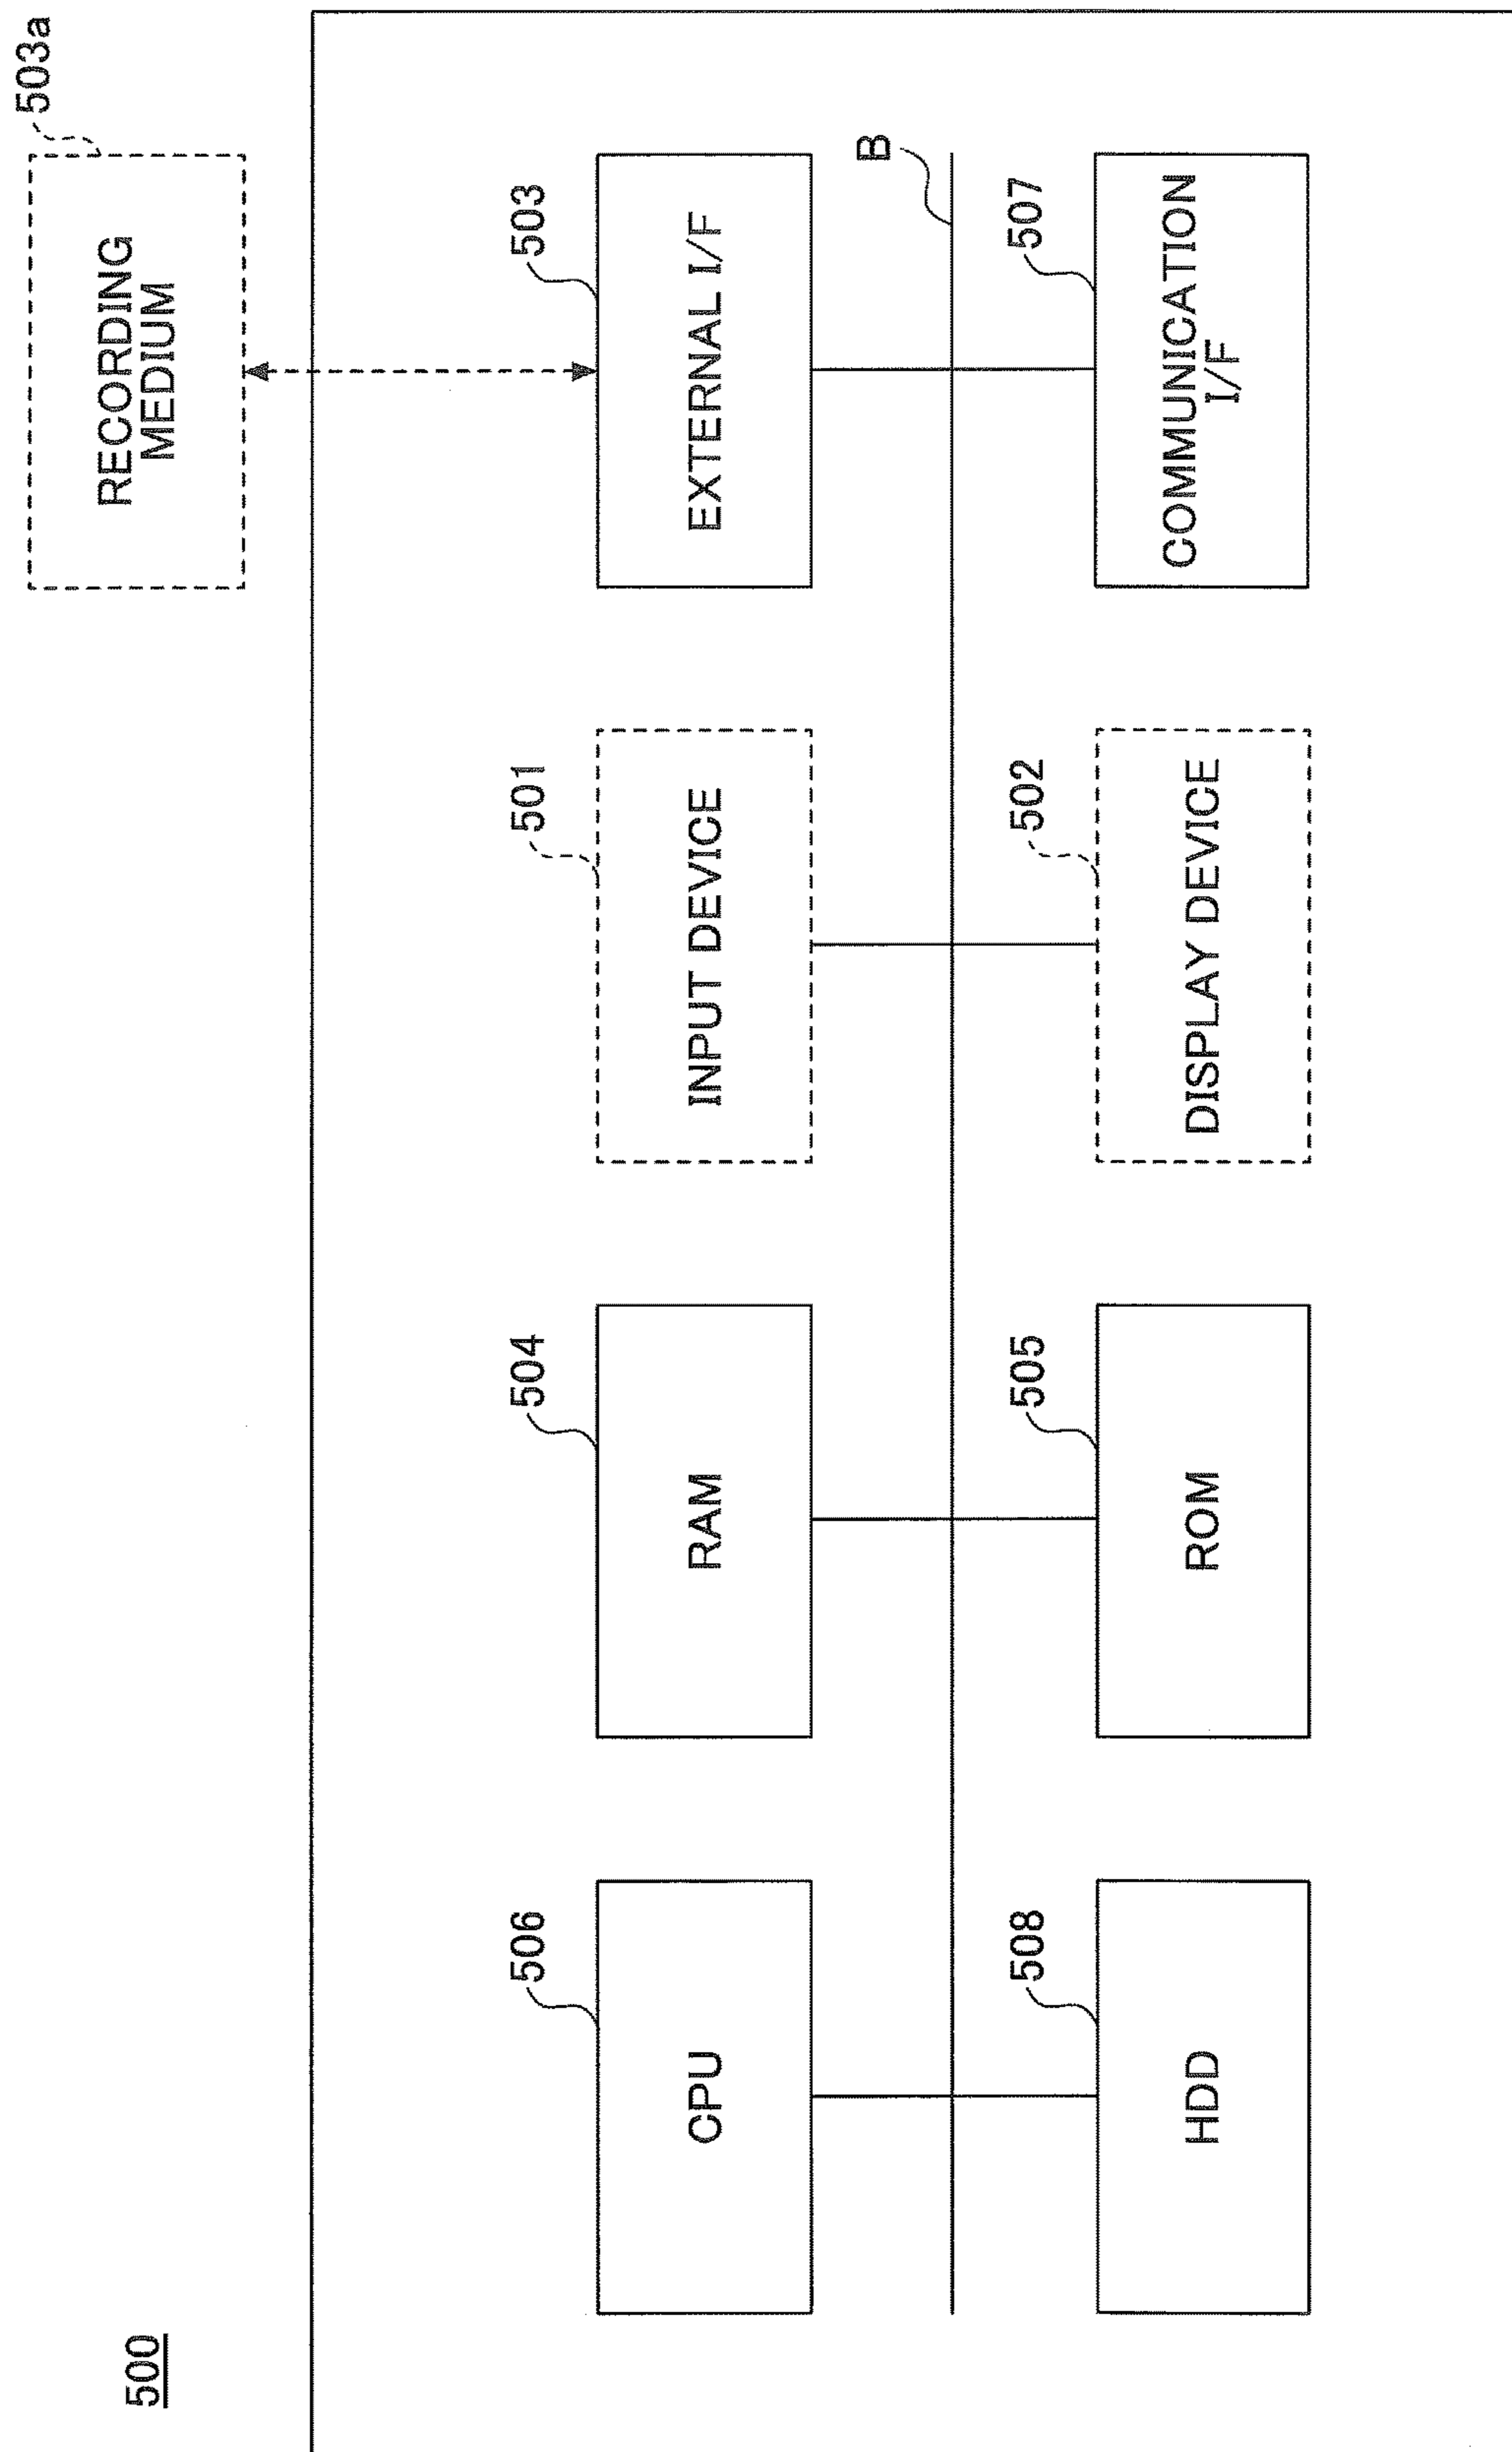 500
503a
RECORDING
MEDIUM
506
CPU
504
RAM
501
INPUT DEVICE
503
EXTERNAL I/F
B
508
HDD
505
ROM
502
DISPLAY DEVICE
507
COMMUNICATION
I/F